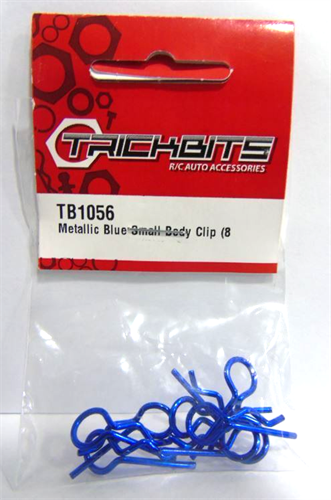 TRICKBITS
R/C AUTO ACCESSORIES
TB1056
Metallic Blue Small Body Clip (8